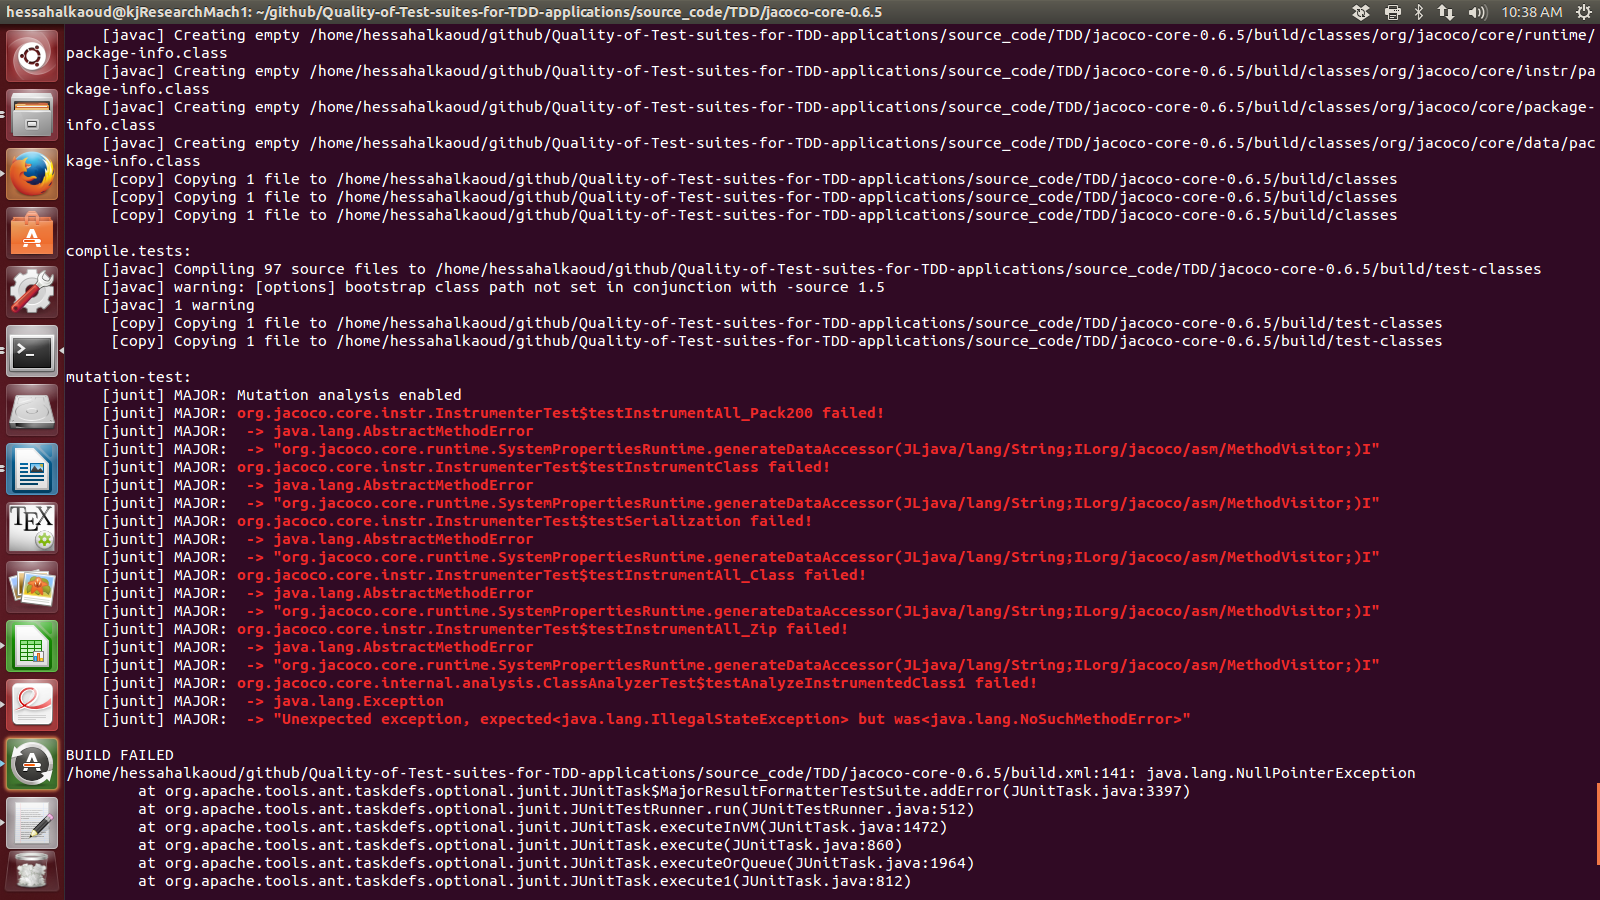 hessahalkaoud@kjResearchMach1: ~/github/Quality-of-Test-suites-for-TDD-applications/source_code/TDD/jacoco-core-0.6.5
10:38 AM
[javac] Creating empty /home/hessahalkaoud/github/Quality-of-Test-suites-for-TDD-applications/source_code/TDD/jacoco-core-0.6.5/build/classes/org/jacoco/core/runtime/
package-info.class
[javac] Creating empty /home/hessahalkaoud/github/Quality-of-Test-suites-for-TDD-applications/source_code/TDD/jacoco-core-0.6.5/build/classes/org/jacoco/core/instr/pa
ckage-info.class
[javac] Creating empty /home/hessahalkaoud/github/Quality-of-Test-suites-for-TDD-applications/source_code/TDD/jacoco-core-0.6.5/build/classes/org/jacoco/core/package-
info.class
[javac] Creating empty /home/hessahalkaoud/github/Quality-of-Test-suites-for-TDD-applications/source_code/TDD/jacoco-core-0.6.5/build/classes/org/jacoco/core/data/pac
kage-info.class
[copy] Copying 1 file to /home/hessahalkaoud/github/Quality-of-Test-suites-for-TDD-applications/source_code/TDD/jacoco-core-0.6.5/build/classes
[copy] Copying 1 file to /home/hessahalkaoud/github/Quality-of-Test-suites-for-TDD-applications/source_code/TDD/jacoco-core-0.6.5/build/classes
[copy] Copying 1 file to /home/hessahalkaoud/github/Quality-of-Test-suites-for-TDD-applications/source_code/TDD/jacoco-core-0.6.5/build/classes
compile.tests:
[javac] Compiling 97 source files to /home/hessahalkaoud/github/Quality-of-Test-suites-for-TDD-applications/source_code/TDD/jacoco-core-0.6.5/build/test-classes
[javac] warning: [options] bootstrap class path not set in conjunction with -source 1.5
[javac] 1 warning
[copy] Copying 1 file to /home/hessahalkaoud/github/Quality-of-Test-suites-for-TDD-applications/source_code/TDD/jacoco-core-0.6.5/build/test-classes
[copy] Copying 1 file to /home/hessahalkaoud/github/Quality-of-Test-suites-for-TDD-applications/source_code/TDD/jacoco-core-0.6.5/build/test-classes
mutation-test:
[junit] MAJOR: Mutation analysis enabled
[junit] MAJOR: org.jacoco.core.instr.InstrumenterTest$testInstrumentAll_Pack200 failed!
[junit] MAJOR:  -> java.lang.AbstractMethodError
[junit] MAJOR:  -> "org.jacoco.core.runtime.SystemPropertiesRuntime.generateDataAccessor(JLjava/lang/String;ILorg/jacoco/asm/MethodVisitor;)I"
[junit] MAJOR: org.jacoco.core.instr.InstrumenterTest$testInstrumentClass failed!
[junit] MAJOR:  -> java.lang.AbstractMethodError
[junit] MAJOR:  -> "org.jacoco.core.runtime.SystemPropertiesRuntime.generateDataAccessor(JLjava/lang/String;ILorg/jacoco/asm/MethodVisitor;)I"
[junit] MAJOR: org.jacoco.core.instr.InstrumenterTest$testSerialization failed!
[junit] MAJOR:  -> java.lang.AbstractMethodError
[junit] MAJOR:  -> "org.jacoco.core.runtime.SystemPropertiesRuntime.generateDataAccessor(JLjava/lang/String;ILorg/jacoco/asm/MethodVisitor;)I"
[junit] MAJOR: org.jacoco.core.instr.InstrumenterTest$testInstrumentAll_Class failed!
[junit] MAJOR:  -> java.lang.AbstractMethodError
[junit] MAJOR:  -> "org.jacoco.core.runtime.SystemPropertiesRuntime.generateDataAccessor(JLjava/lang/String;ILorg/jacoco/asm/MethodVisitor;)I"
[junit] MAJOR: org.jacoco.core.instr.InstrumenterTest$testInstrumentAll_Zip failed!
[junit] MAJOR:  -> java.lang.AbstractMethodError
[junit] MAJOR:  -> "org.jacoco.core.runtime.SystemPropertiesRuntime.generateDataAccessor(JLjava/lang/String;ILorg/jacoco/asm/MethodVisitor;)I"
[junit] MAJOR: org.jacoco.core.internal.analysis.ClassAnalyzerTest$testAnalyzeInstrumentedClass1 failed!
[junit] MAJOR:  -> java.lang.Exception
[junit] MAJOR:  -> "Unexpected exception, expected<java.lang.IllegalStateException> but was<java.lang.NoSuchMethodError>"
BUILD FAILED
/home/hessahalkaoud/github/Quality-of-Test-suites-for-TDD-applications/source_code/TDD/jacoco-core-0.6.5/build.xml:141: java.lang.NullPointerException
at org.apache.tools.ant.taskdefs.optional.junit.JUnitTask$MajorResultFormatterTestSuite.addError(JUnitTask.java:3397)
at org.apache.tools.ant.taskdefs.optional.junit.JUnitTestRunner.run(JUnitTestRunner.java:512)
at org.apache.tools.ant.taskdefs.optional.junit.JUnitTask.executeInVM(JUnitTask.java:1472)
at org.apache.tools.ant.taskdefs.optional.junit.JUnitTask.execute(JUnitTask.java:860)
at org.apache.tools.ant.taskdefs.optional.junit.JUnitTask.executeOrQueue(JUnitTask.java:1964)
at org.apache.tools.ant.taskdefs.optional.junit.JUnitTask.execute1(JUnitTask.java:812)
TEX